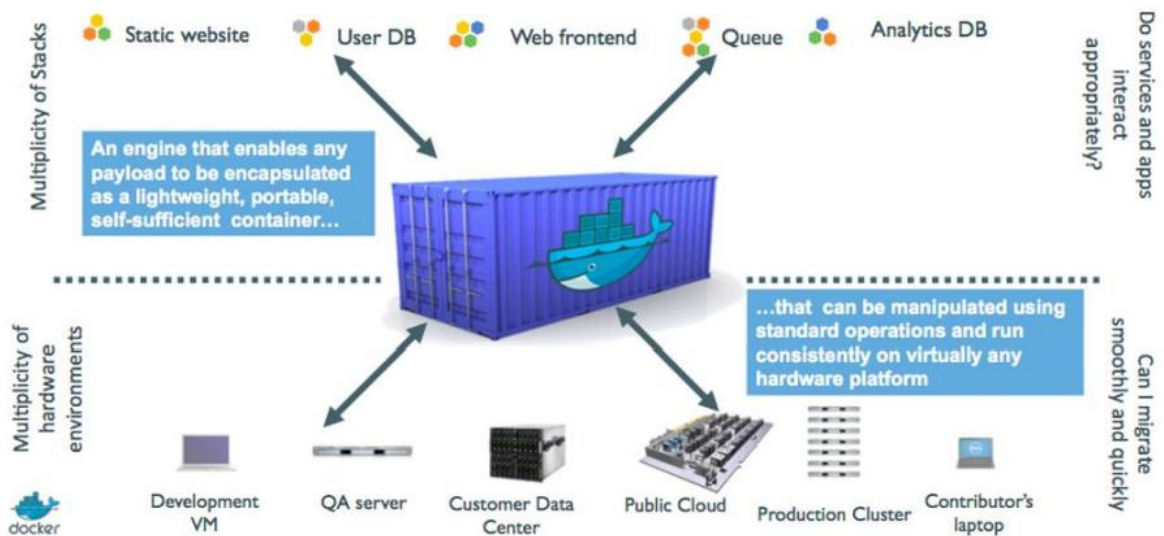 Static website
User DB
Web frontend
Queue
Analytics DB
Multiplicity of Stacks
Do services and apps
interact
appropriately?
An engine that enables any
payload to be encapsulated
as a lightweight, portable,
self-sufficient container...
...that can be manipulated using
standard operations and run
consistently on virtually any
hardware platform
Multiplicity of
hardware
environments
Can I migrate
smoothly and quickly
Development
VM
QA server
Customer Data
Center
Public Cloud
Production Cluster
Contributor's
laptop
docker